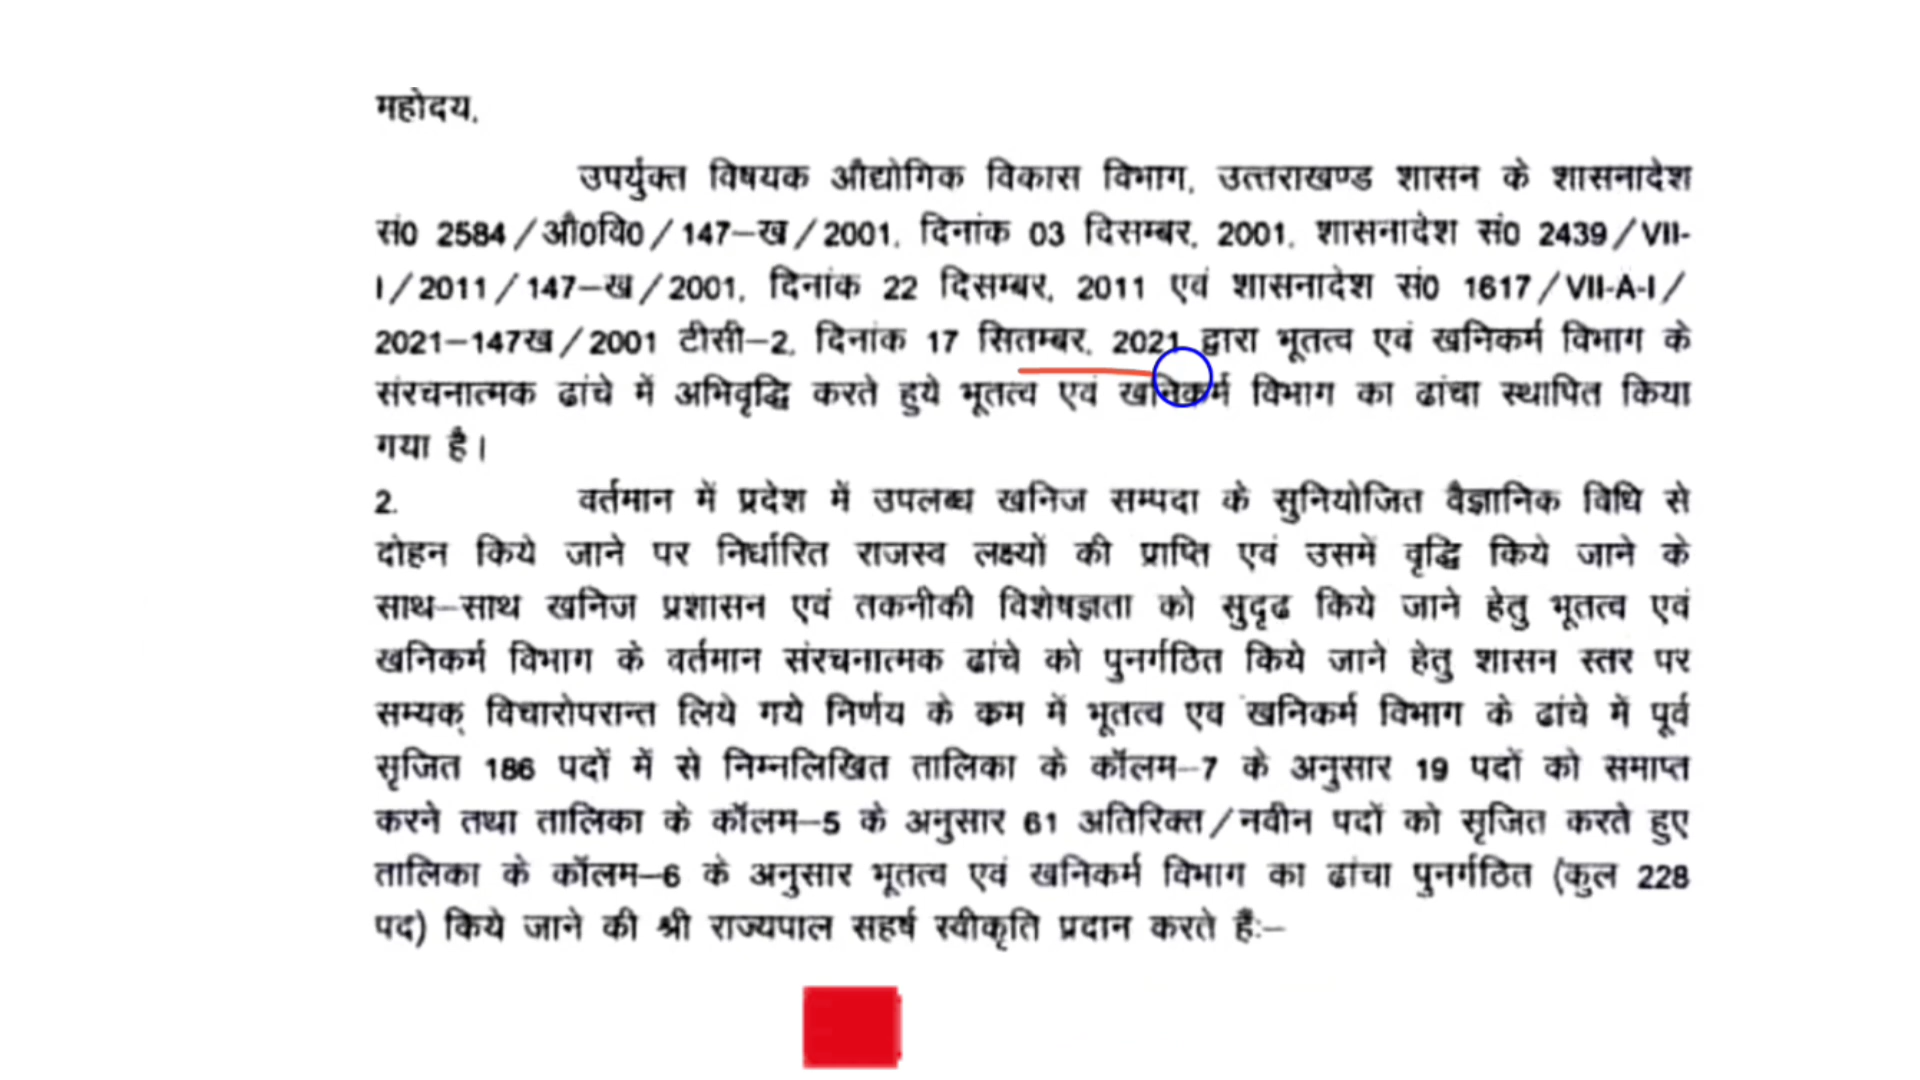 महोदय,
उपर्युक्त विषयक औद्योगिक विकास विभाग, उत्तराखण्ड शासन के शासनादेश
सं0 2584/औ0वि0/147–ख/2001, दिनांक 03 दिसम्बर, 2001, शासनादेश सं0 2439/VII-
I/2011/147–ख/2001, दिनांक 22 दिसम्बर, 2011 एवं शासनादेश सं0 1617/VII-A-I/
2021–147ख/2001 टीसी–2, दिनांक 17 सितम्बर, 2021 द्वारा भूतत्व एवं खनिकर्म विभाग के
संरचनात्मक ढांचे में अभिवृद्धि करते हुये भूतत्व एवं खनिकर्म विभाग का ढांचा स्थापित किया
गया है।
2. वर्तमान में प्रदेश में उपलब्ध खनिज सम्पदा के सुनियोजित वैज्ञानिक विधि से
दोहन किये जाने पर निर्धारित राजस्व लक्ष्यों की प्राप्ति एवं उसमें वृद्धि किये जाने के
साथ–साथ खनिज प्रशासन एवं तकनीकी विशेषज्ञता को सुदृढ किये जाने हेतु भूतत्व एवं
खनिकर्म विभाग के वर्तमान संरचनात्मक ढांचे को पुनर्गठित किये जाने हेतु शासन स्तर पर
सम्यक् विचारोपरान्त लिये गये निर्णय के कम में भूतत्व एव खनिकर्म विभाग के ढांचे में पूर्व
सृजित 186 पदों में से निम्नलिखित तालिका के कॉलम–7 के अनुसार 19 पदों को समाप्त
करने तथा तालिका के कॉलम–5 के अनुसार 61 अतिरिक्त/नवीन पदों को सृजित करते हुए
तालिका के कॉलम–6 के अनुसार भूतत्व एवं खनिकर्म विभाग का ढांचा पुनर्गठित (कुल 228
पद) किये जाने की श्री राज्यपाल सहर्ष स्वीकृति प्रदान करते हैं:–